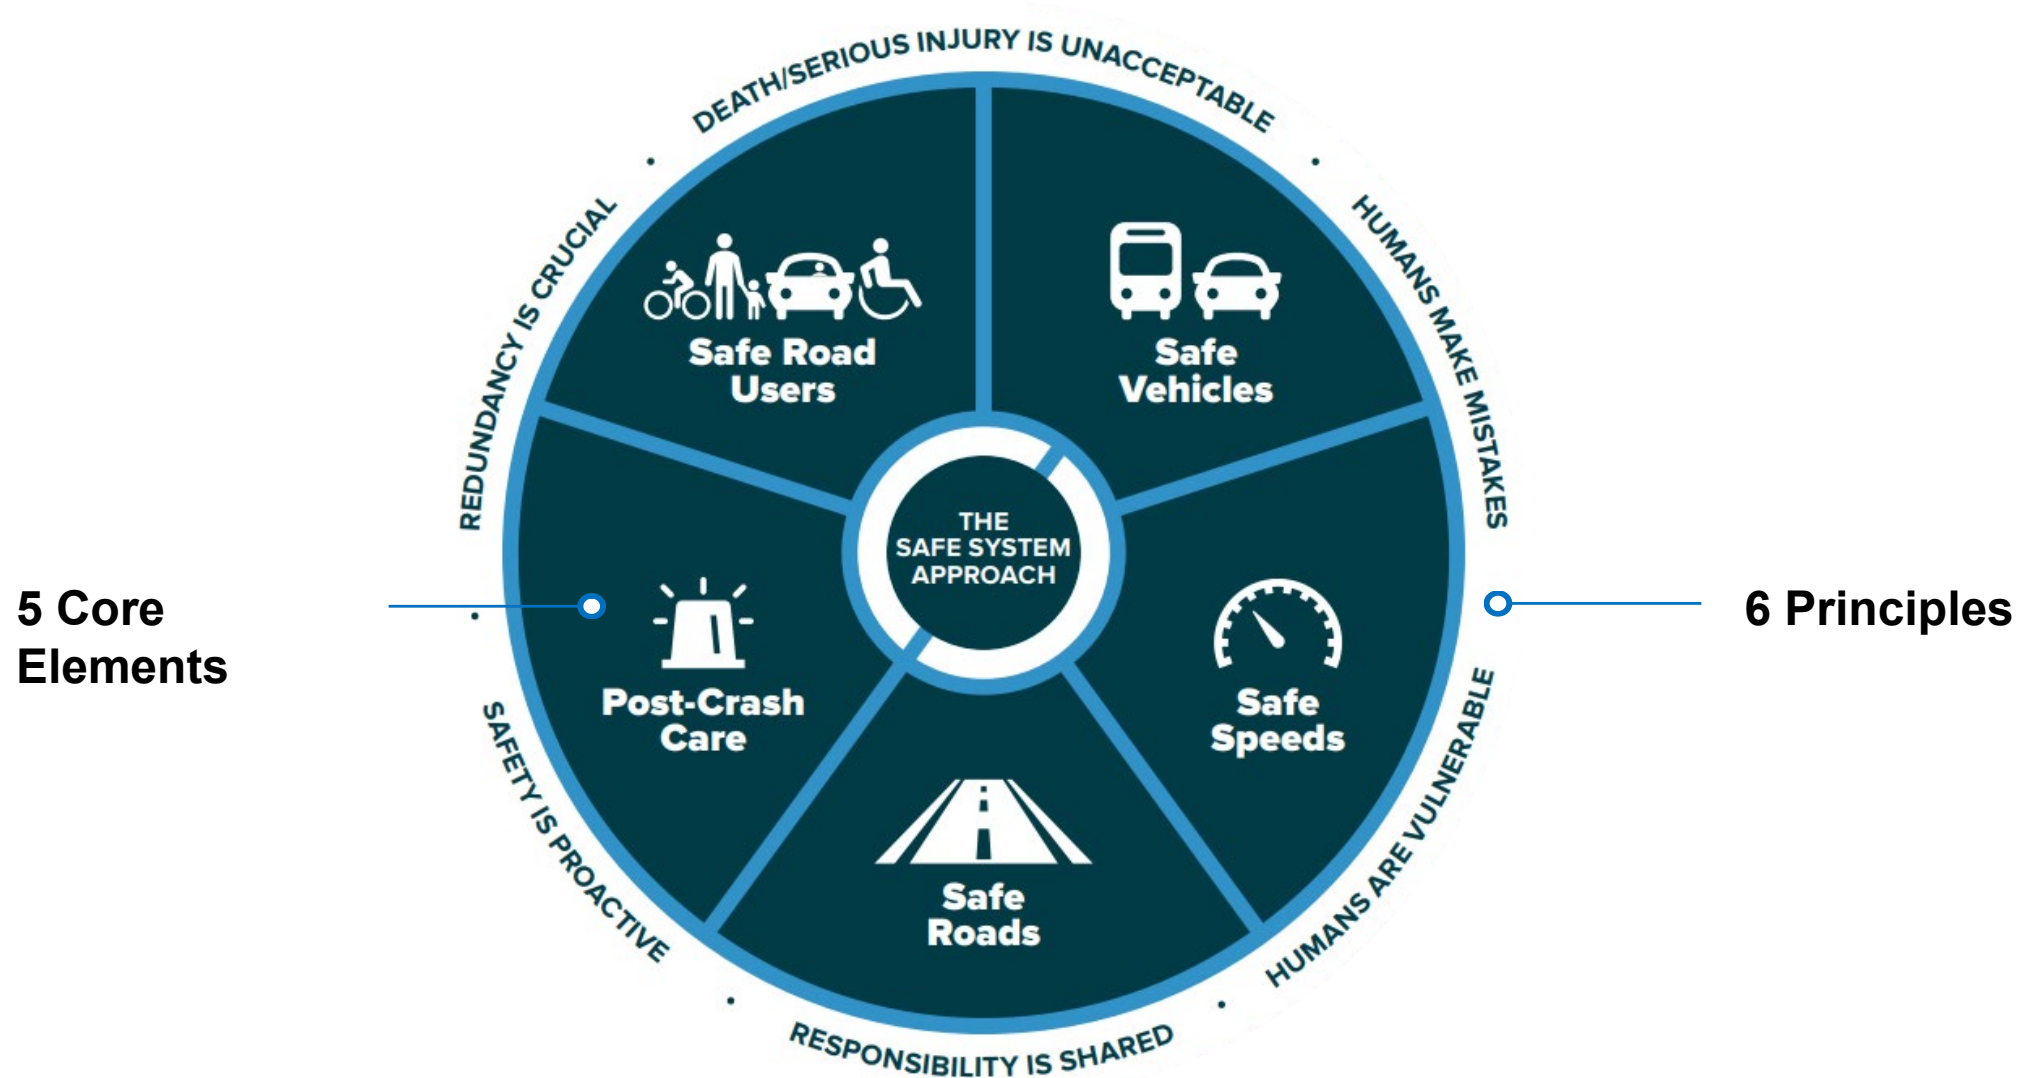 DEATH/SERIOUS INJURY IS UNACCEPTABLE
HUMANS MAKE MISTAKES
HUMANS ARE VULNERABLE
RESPONSIBILITY IS SHARED
SAFETY IS PROACTIVE
REDUNDANCY IS CRUCIAL
Safe Road
Users
Safe
Vehicles
THE
SAFE SYSTEM
APPROACH
5 Core
Elements
6 Principles
Post-Crash
Care
Safe
Speeds
Safe
Roads